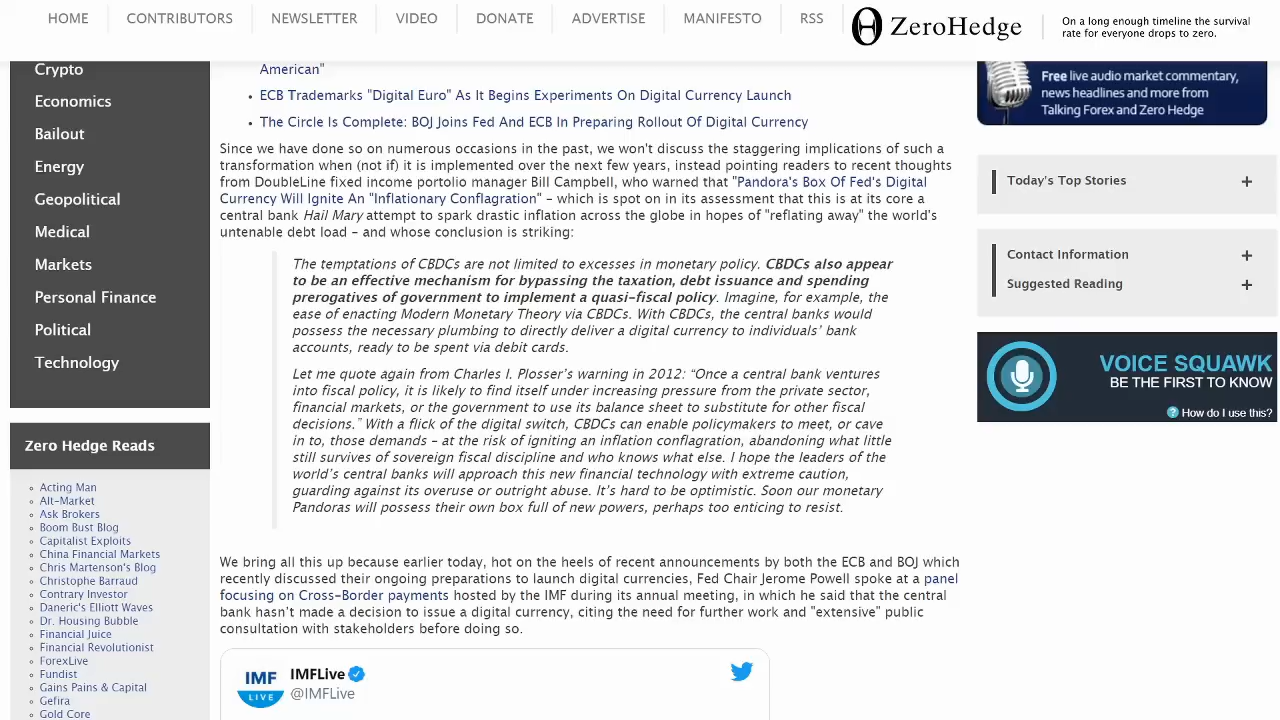 HOME
CONTRIBUTORS
NEWSLETTER
VIDEO
DONATE
ADVERTISE
MANIFESTO
RSS
ZeroHedge
On a long enough timeline the survival
rate for everyone drops to zero.
Crypto
Economics
Bailout
Energy
Geopolitical
Medical
Markets
Personal Finance
Political
Technology
Zero Hedge Reads
Acting Man
Alt-Market
Ask Brokers
Boom Bust Blog
Capitalist Exploits
China Financial Markets
Chris Martenson's Blog
Christophe Barraud
Contrary Investor
Daneric's Elliott Waves
Dr. Housing Bubble
Financial Juice
Financial Revolutionist
ForexLive
Fundist
Gains Pains & Capital
Gefira
Gold Core
American"
ECB Trademarks "Digital Euro" As It Begins Experiments On Digital Currency Launch
The Circle Is Complete: BOJ Joins Fed And ECB In Preparing Rollout Of Digital Currency
Since we have done so on numerous occasions in the past, we won't discuss the staggering implications of such a
transformation when (not if) it is implemented over the next few years, instead pointing readers to recent thoughts
from DoubleLine fixed income portolio manager Bill Campbell, who warned that "Pandora's Box Of Fed's Digital
Currency Will Ignite An "Inflationary Conflagration" - which is spot on in its assessment that this is at its core a
central bank Hail Mary attempt to spark drastic inflation across the globe in hopes of "reflating away" the world's
untenable debt load - and whose conclusion is striking:
The temptations of CBDCs are not limited to excesses in monetary policy. CBDCs also appear
to be an effective mechanism for bypassing the taxation, debt issuance and spending
prerogatives of government to implement a quasi-fiscal policy. Imagine, for example, the
ease of enacting Modern Monetary Theory via CBDCs. With CBDCs, the central banks would
possess the necessary plumbing to directly deliver a digital currency to individuals' bank
accounts, ready to be spent via debit cards.
Let me quote again from Charles I. Plosser's warning in 2012: “Once a central bank ventures
into fiscal policy, it is likely to find itself under increasing pressure from the private sector,
financial markets, or the government to use its balance sheet to substitute for other fiscal
decisions.” With a flick of the digital switch, CBDCs can enable policymakers to meet, or cave
in to, those demands – at the risk of igniting an inflation conflagration, abandoning what little
still survives of sovereign fiscal discipline and who knows what else. I hope the leaders of the
world's central banks will approach this new financial technology with extreme caution,
guarding against its overuse or outright abuse. It's hard to be optimistic. Soon our monetary
Pandoras will possess their own box full of new powers, perhaps too enticing to resist.
We bring all this up because earlier today, hot on the heels of recent announcements by both the ECB and BOJ which
recently discussed their ongoing preparations to launch digital currencies, Fed Chair Jerome Powell spoke at a panel
focusing on Cross-Border payments hosted by the IMF during its annual meeting, in which he said that the central
bank hasn't made a decision to issue a digital currency, citing the need for further work and "extensive" public
consultation with stakeholders before doing so.
IMF
LIVE
IMFLive
@IMFLive
Free live audio market commentary,
news headlines and more from
Talking Forex and Zero Hedge
Today's Top Stories +
Contact Information +
Suggested Reading +
VOICE SQUAWK
BE THE FIRST TO KNOW
? How do I use this?